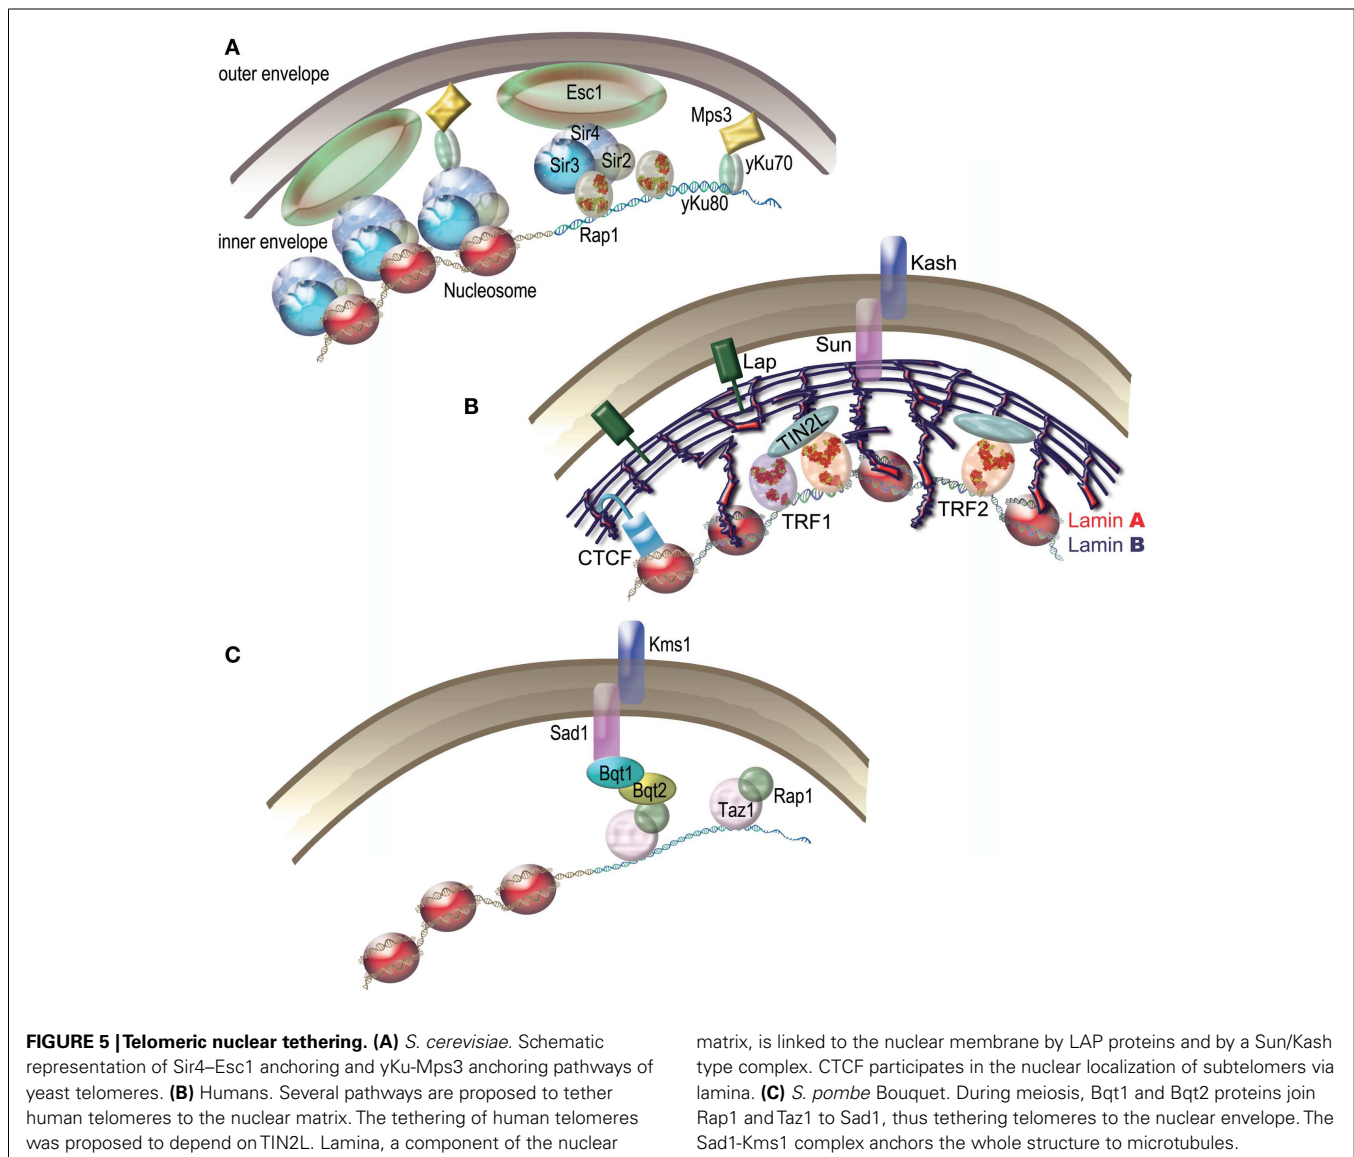 A
outer envelope
Esc1
Mps3
Sir4
Sir3
Sir2
yKu70
yKu80
Rap1
inner envelope
Nucleosome
Kash
Sun
Lap
B
TIN2L
TRF1
TRF2
CTCF
Lamin A
Lamin B
C
Kms1
Sad1
Bqt1
Bqt2
Taz1
Rap1
FIGURE 5 | Telomeric nuclear tethering. (A) S. cerevisiae. Schematic
representation of Sir4–Esc1 anchoring and yKu-Mps3 anchoring pathways of
yeast telomeres. (B) Humans. Several pathways are proposed to tether
human telomeres to the nuclear matrix. The tethering of human telomeres
was proposed to depend on TIN2L. Lamina, a component of the nuclear
matrix, is linked to the nuclear membrane by LAP proteins and by a Sun/Kash
type complex. CTCF participates in the nuclear localization of subtelomers via
lamina. (C) S. pombe Bouquet. During meiosis, Bqt1 and Bqt2 proteins join
Rap1 and Taz1 to Sad1, thus tethering telomeres to the nuclear envelope. The
Sad1-Kms1 complex anchors the whole structure to microtubules.